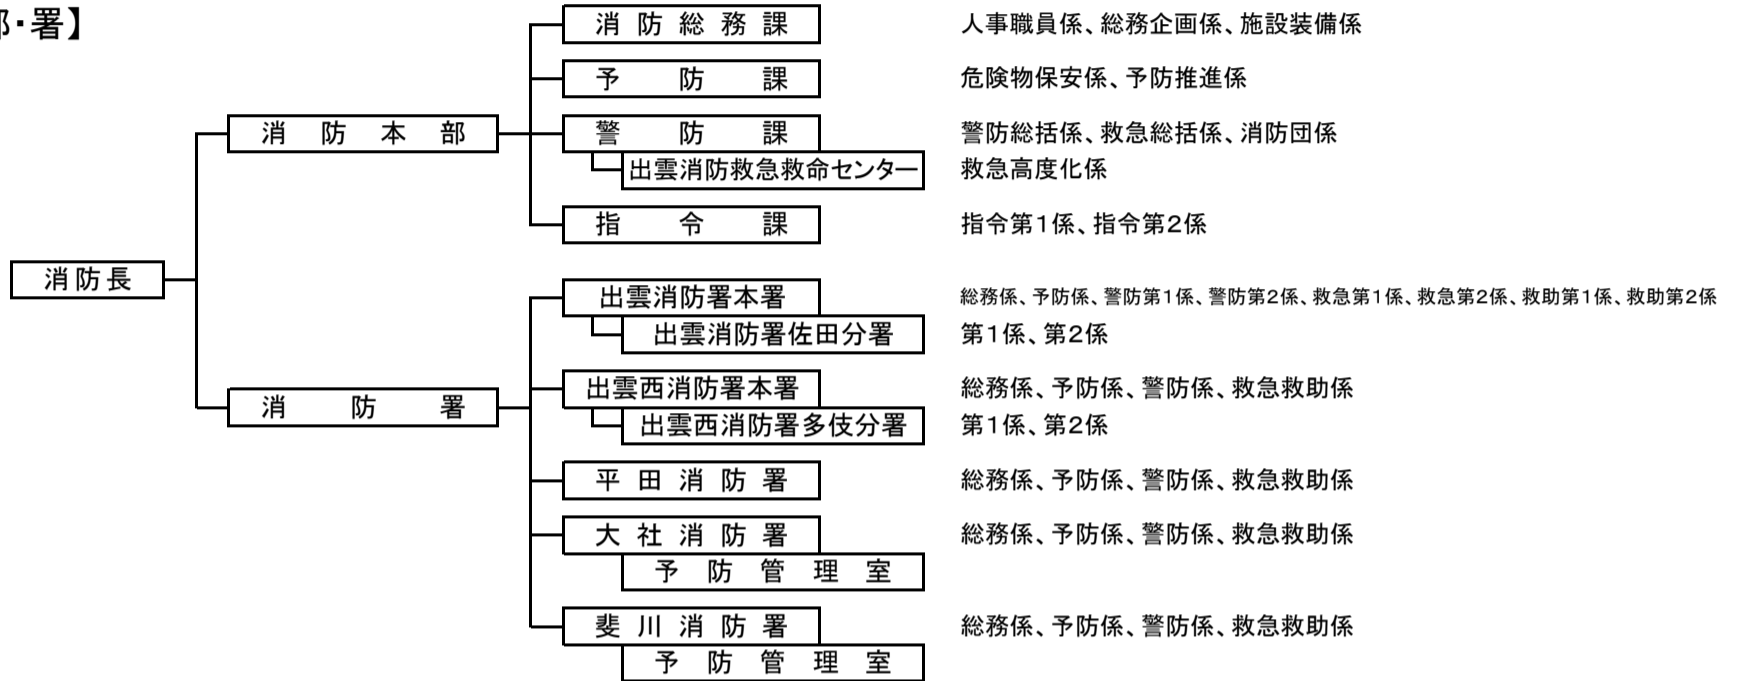 部・署】
消防総務課 人事職員係、総務企画係、施設装備係
予防課 危険物保安係、予防推進係
消防本部 警防課 警防総括係、救急総括係、消防団係
出雲消防救急救命センター 救急高度化係
指令課 指令第1係、指令第2係
消防長
出雲消防署本署 総務係、予防係、警防第1係、警防第2係、救急第1係、救急第2係、救助第1係、救助第2係
出雲消防署佐田分署 第1係、第2係
出雲西消防署本署 総務係、予防係、警防係、救急救助係
消防署
出雲西消防署多伎分署 第1係、第2係
平田消防署 総務係、予防係、警防係、救急救助係
大社消防署 総務係、予防係、警防係、救急救助係
予防管理室
斐川消防署 総務係、予防係、警防係、救急救助係
予防管理室